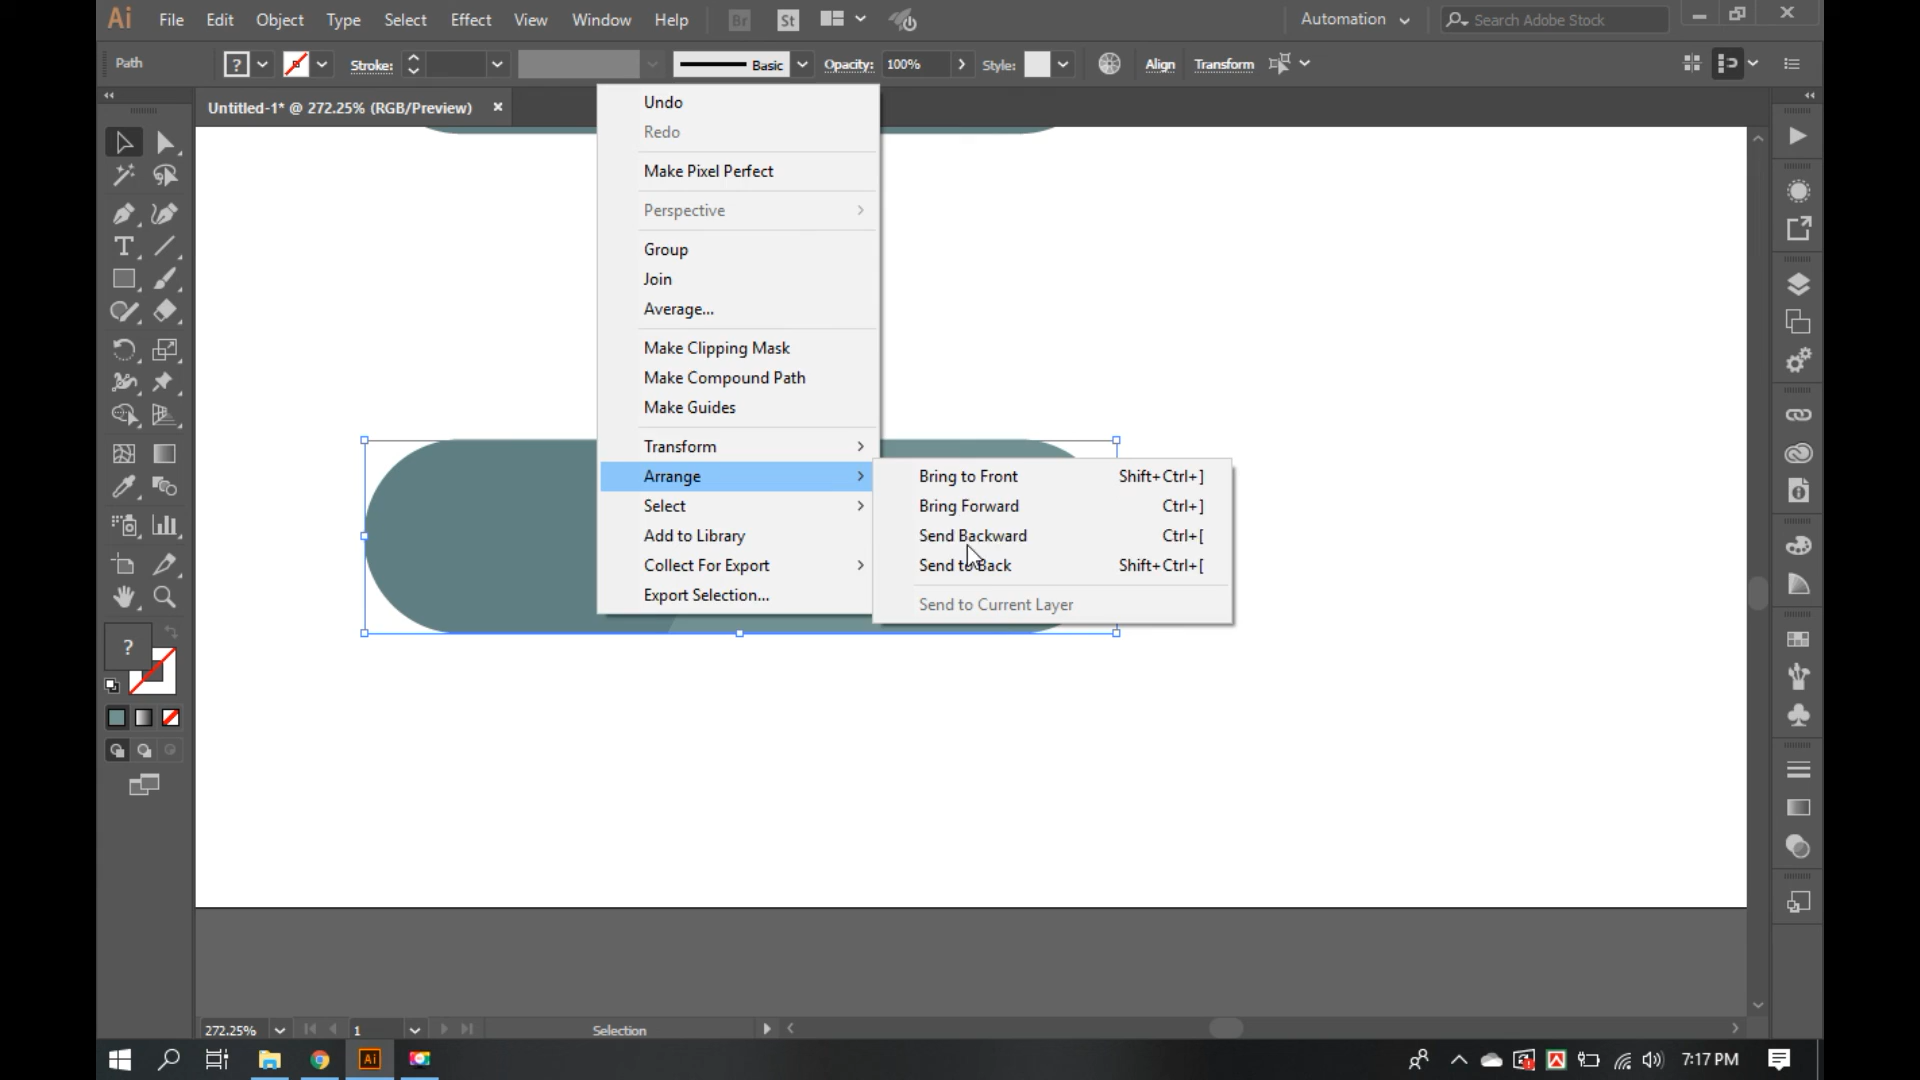 Ai File Edit Object Type Select Effect View Window Help Br St Automation Search Adobe Stock
Path ? Stroke: Basic Opacity: 100% Style: Align Transform
Untitled-1* @ 272.25% (RGB/Preview)
Undo
Redo
Make Pixel Perfect
Perspective
Group
Join
Average...
Make Clipping Mask
Make Compound Path
Make Guides
Transform
Arrange
Select
Add to Library
Collect For Export
Export Selection...
Bring to Front Shift+Ctrl+]
Bring Forward Ctrl+]
Send Backward Ctrl+[
Send to Back Shift+Ctrl+[
Send to Current Layer
T
?
272.25% 1 Selection
Ai 7:17 PM